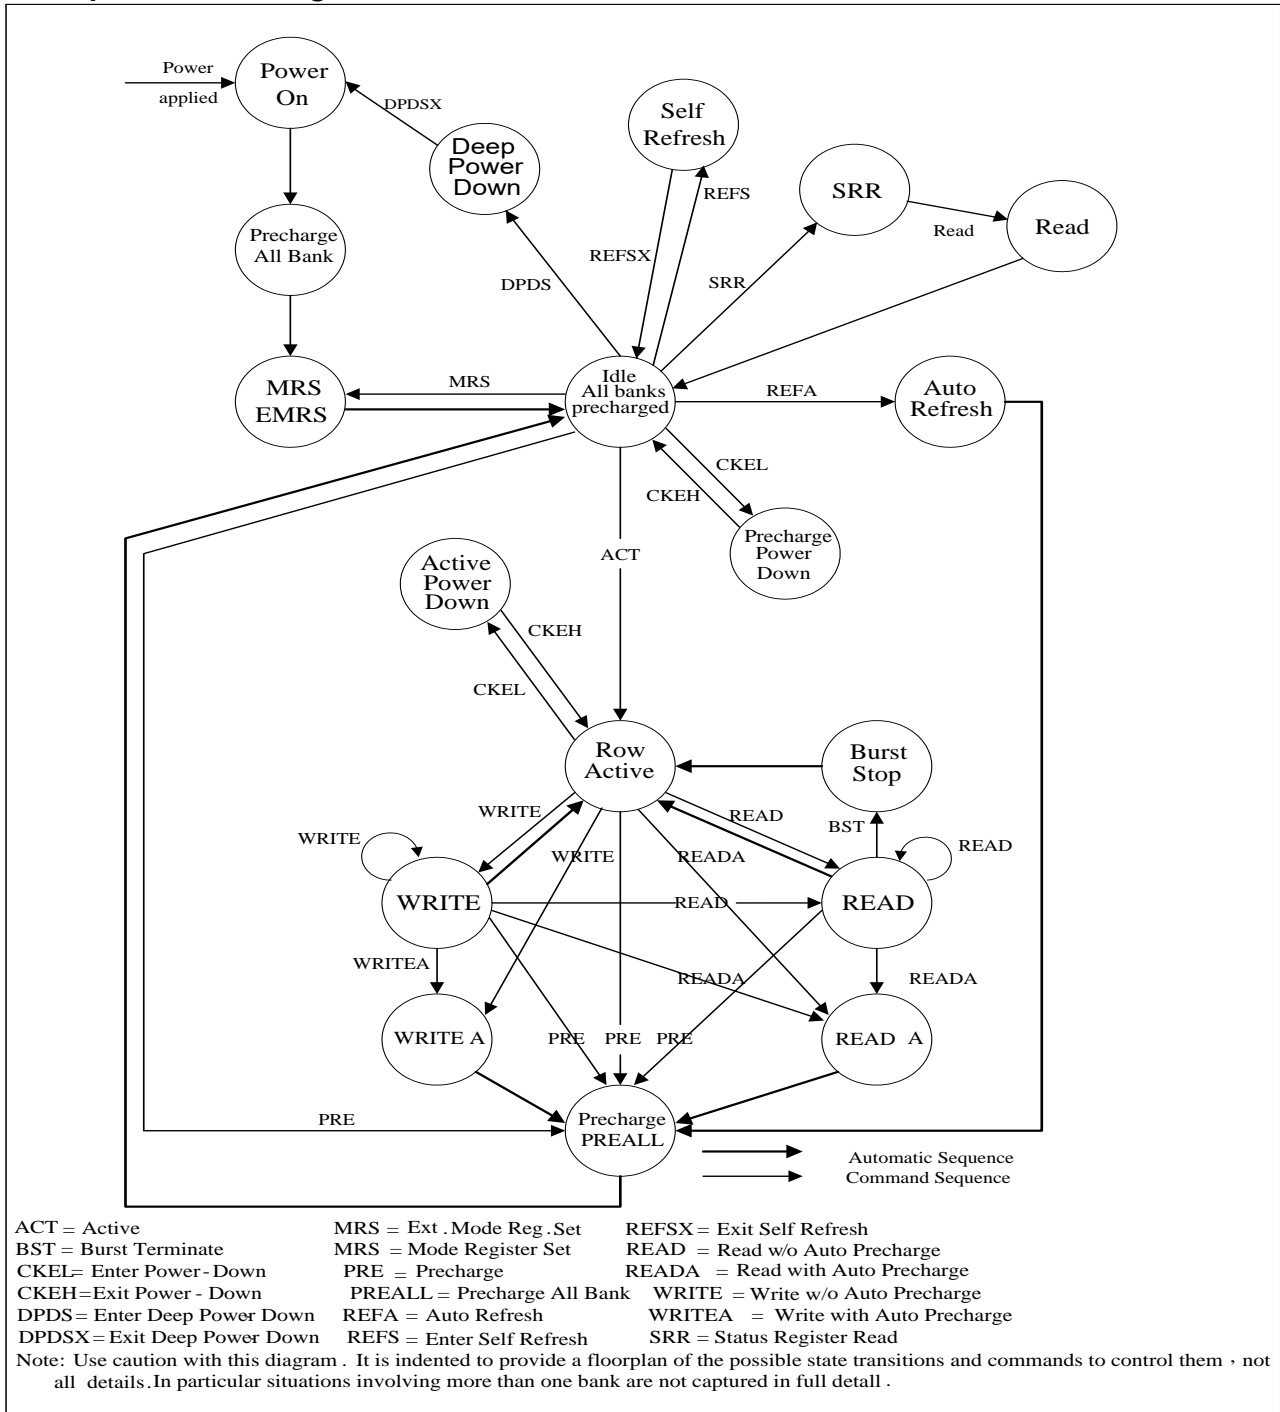 Power
applied
Power
On
DPDSX
Deep
Power
Down
Self
Refresh
REFS
SRR
Read
Read
Precharge
All Bank
REFSX
DPDS
SRR
MRS
EMRS
MRS
Idle
All banks
precharged
REFA
Auto
Refresh
CKEL
CKEH
Precharge
Power
Down
ACT
Active
Power
Down
CKEH
CKEL
Row
Active
Burst
Stop
WRITE
READ
BST
WRITE
WRITE
READA
READ
WRITE
READ
READ
WRITEA
READA
READA
WRITE A
PRE
PRE
PRE
READ A
PRE
Precharge
PREALL
Automatic Sequence
Command Sequence
ACT = Active
MRS = Ext . Mode Reg . Set
REFSX = Exit Self Refresh
BST = Burst Terminate
MRS = Mode Register Set
READ = Read w/o Auto Precharge
CKEL= Enter Power - Down
PRE = Precharge
READA = Read with Auto Precharge
CKEH=Exit Power - Down
PREALL = Precharge All Bank
WRITE = Write w/o Auto Precharge
DPDS = Enter Deep Power Down
REFA = Auto Refresh
WRITEA = Write with Auto Precharge
DPDSX = Exit Deep Power Down
REFS = Enter Self Refresh
SRR = Status Register Read
Note: Use caution with this diagram . It is indented to provide a floorplan of the possible state transitions and commands to control them , not
all details.In particular situations involving more than one bank are not captured in full detall .